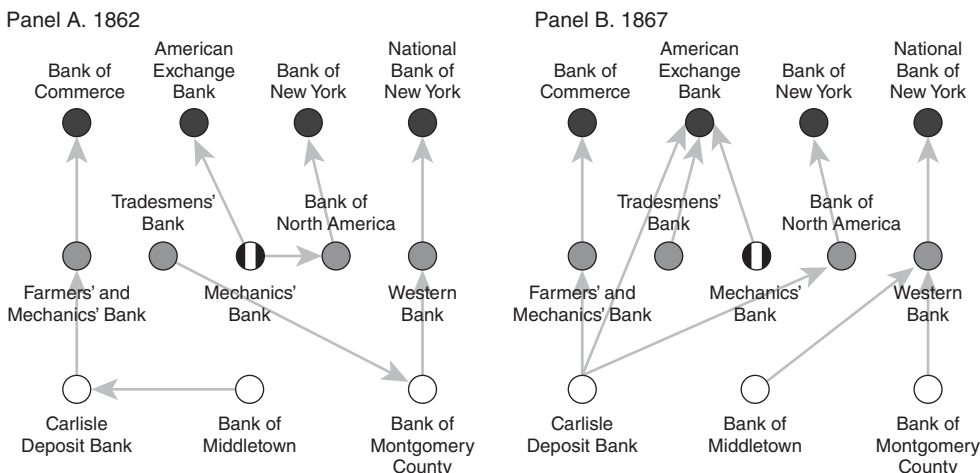 Panel A. 1862
Bank of
Commerce
American
Exchange
Bank
Bank of
New York
National
Bank of
New York
Tradesmen’
Bank
Bank of
North America
Farmers’ and
Mechanics’ Bank
Mechanics’
Bank
Western
Bank
Carlisle
Deposit Bank
Bank of
Middletown
Bank of
Montgomery
County
Panel B. 1867
Bank of
Commerce
American
Exchange
Bank
Bank of
New York
National
Bank of
New York
Tradesmen’
Bank
Bank of
North America
Farmers’ and
Mechanics’ Bank
Mechanics’
Bank
Western
Bank
Carlisle
Deposit Bank
Bank of
Middletown
Bank of
Montgomery
County